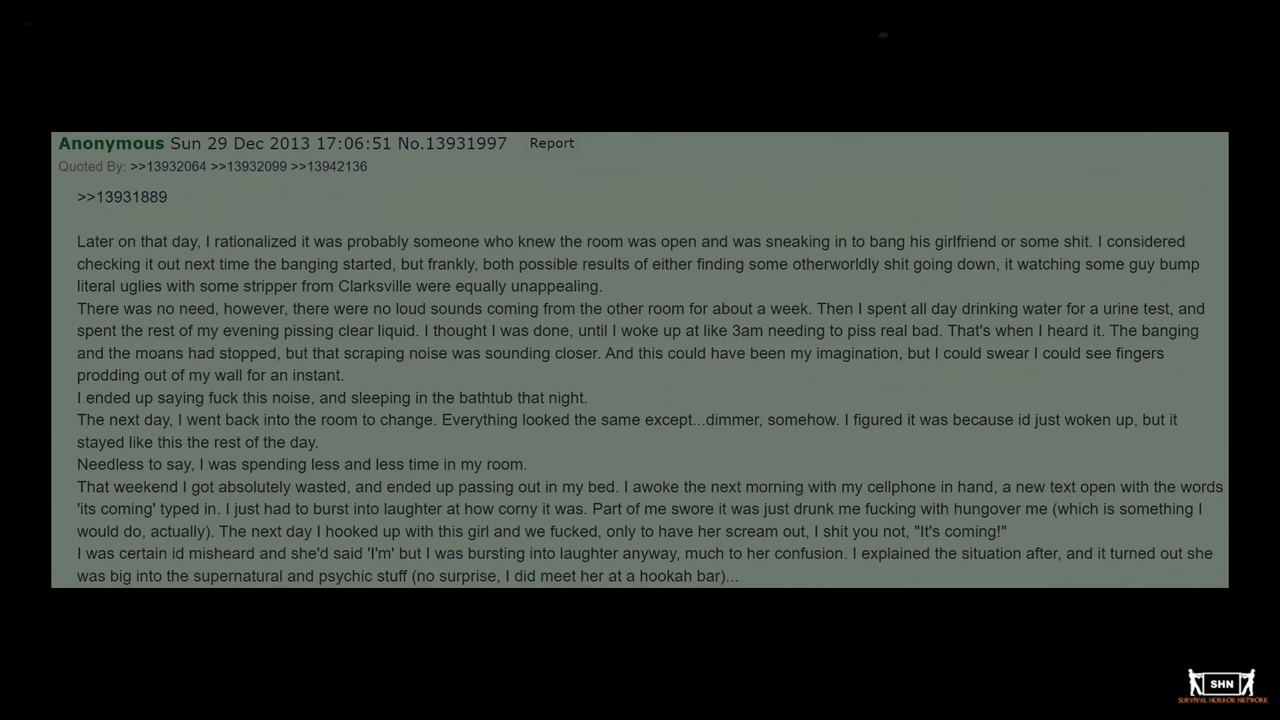 Anonymous Sun 29 Dec 2013 17:06:51 No.13931997 Report
Quoted By: >>13932064 >>13932099 >>13942136
>>13931889
Later on that day, I rationalized it was probably someone who knew the room was open and was sneaking in to bang his girlfriend or some shit. I considered
checking it out next time the banging started, but frankly, both possible results of either finding some otherworldly shit going down, it watching some guy bump
literal uglies with some stripper from Clarksville were equally unappealing.
There was no need, however, there were no loud sounds coming from the other room for about a week. Then I spent all day drinking water for a urine test, and
spent the rest of my evening pissing clear liquid. I thought I was done, until I woke up at like 3am needing to piss real bad. That's when I heard it. The banging
and the moans had stopped, but that scraping noise was sounding closer. And this could have been my imagination, but I could swear I could see fingers
prodding out of my wall for an instant.
I ended up saying fuck this noise, and sleeping in the bathtub that night.
The next day, I went back into the room to change. Everything looked the same except...dimmer, somehow. I figured it was because id just woken up, but it
stayed like this the rest of the day.
Needless to say, I was spending less and less time in my room.
That weekend I got absolutely wasted, and ended up passing out in my bed. I awoke the next morning with my cellphone in hand, a new text open with the words
'its coming' typed in. I just had to burst into laughter at how corny it was. Part of me swore it was just drunk me fucking with hungover me (which is something I
would do, actually). The next day I hooked up with this girl and we fucked, only to have her scream out, I shit you not, "It's coming!"
I was certain id misheard and she'd said 'I'm' but I was bursting into laughter anyway, much to her confusion. I explained the situation after, and it turned out she
was big into the supernatural and psychic stuff (no surprise, I did meet her at a hookah bar)...
SHN
SURVIVAL HORROR NETWORK